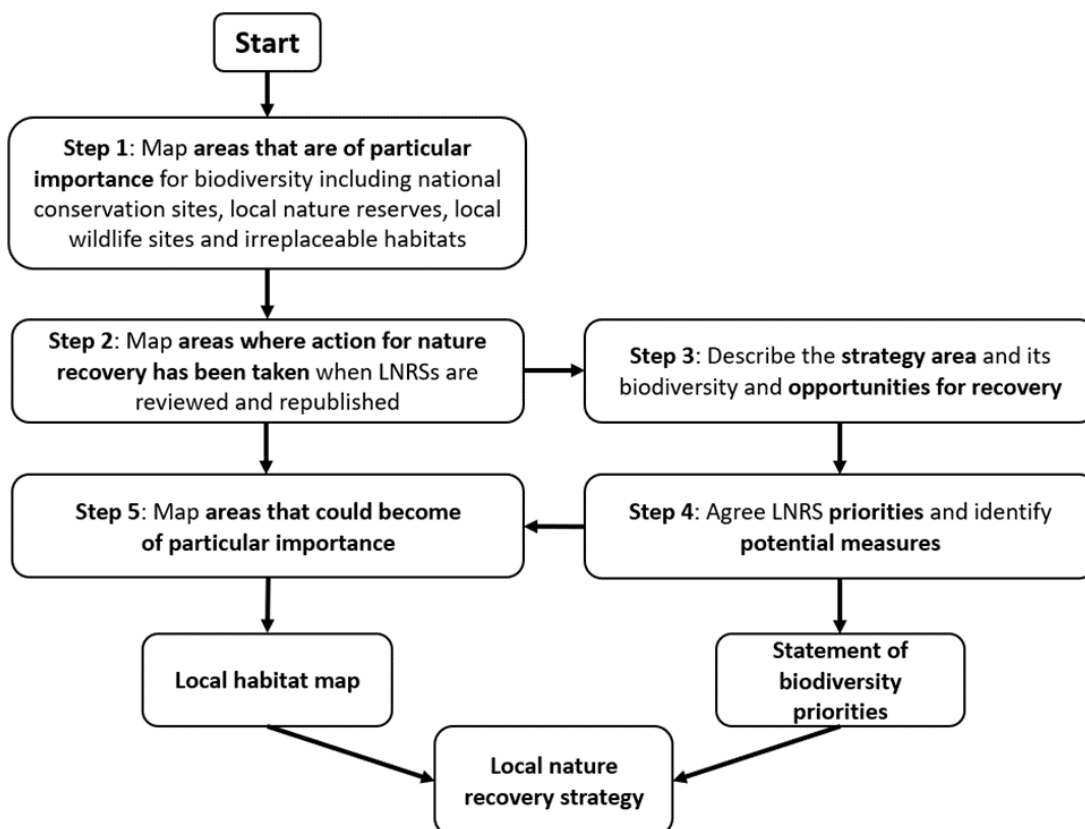 Start
Step 1: Map areas that are of particular
importance for biodiversity including national
conservation sites, local nature reserves, local
wildlife sites and irreplaceable habitats
Step 2: Map areas where action for nature
recovery has been taken when LNRSs are
reviewed and republished
Step 3: Describe the strategy area and its
biodiversity and opportunities for recovery
Step 4: Agree LNRS priorities and identify
potential measures
Step 5: Map areas that could become
of particular importance
Local habitat map
Statement of
biodiversity
priorities
Local nature
recovery strategy